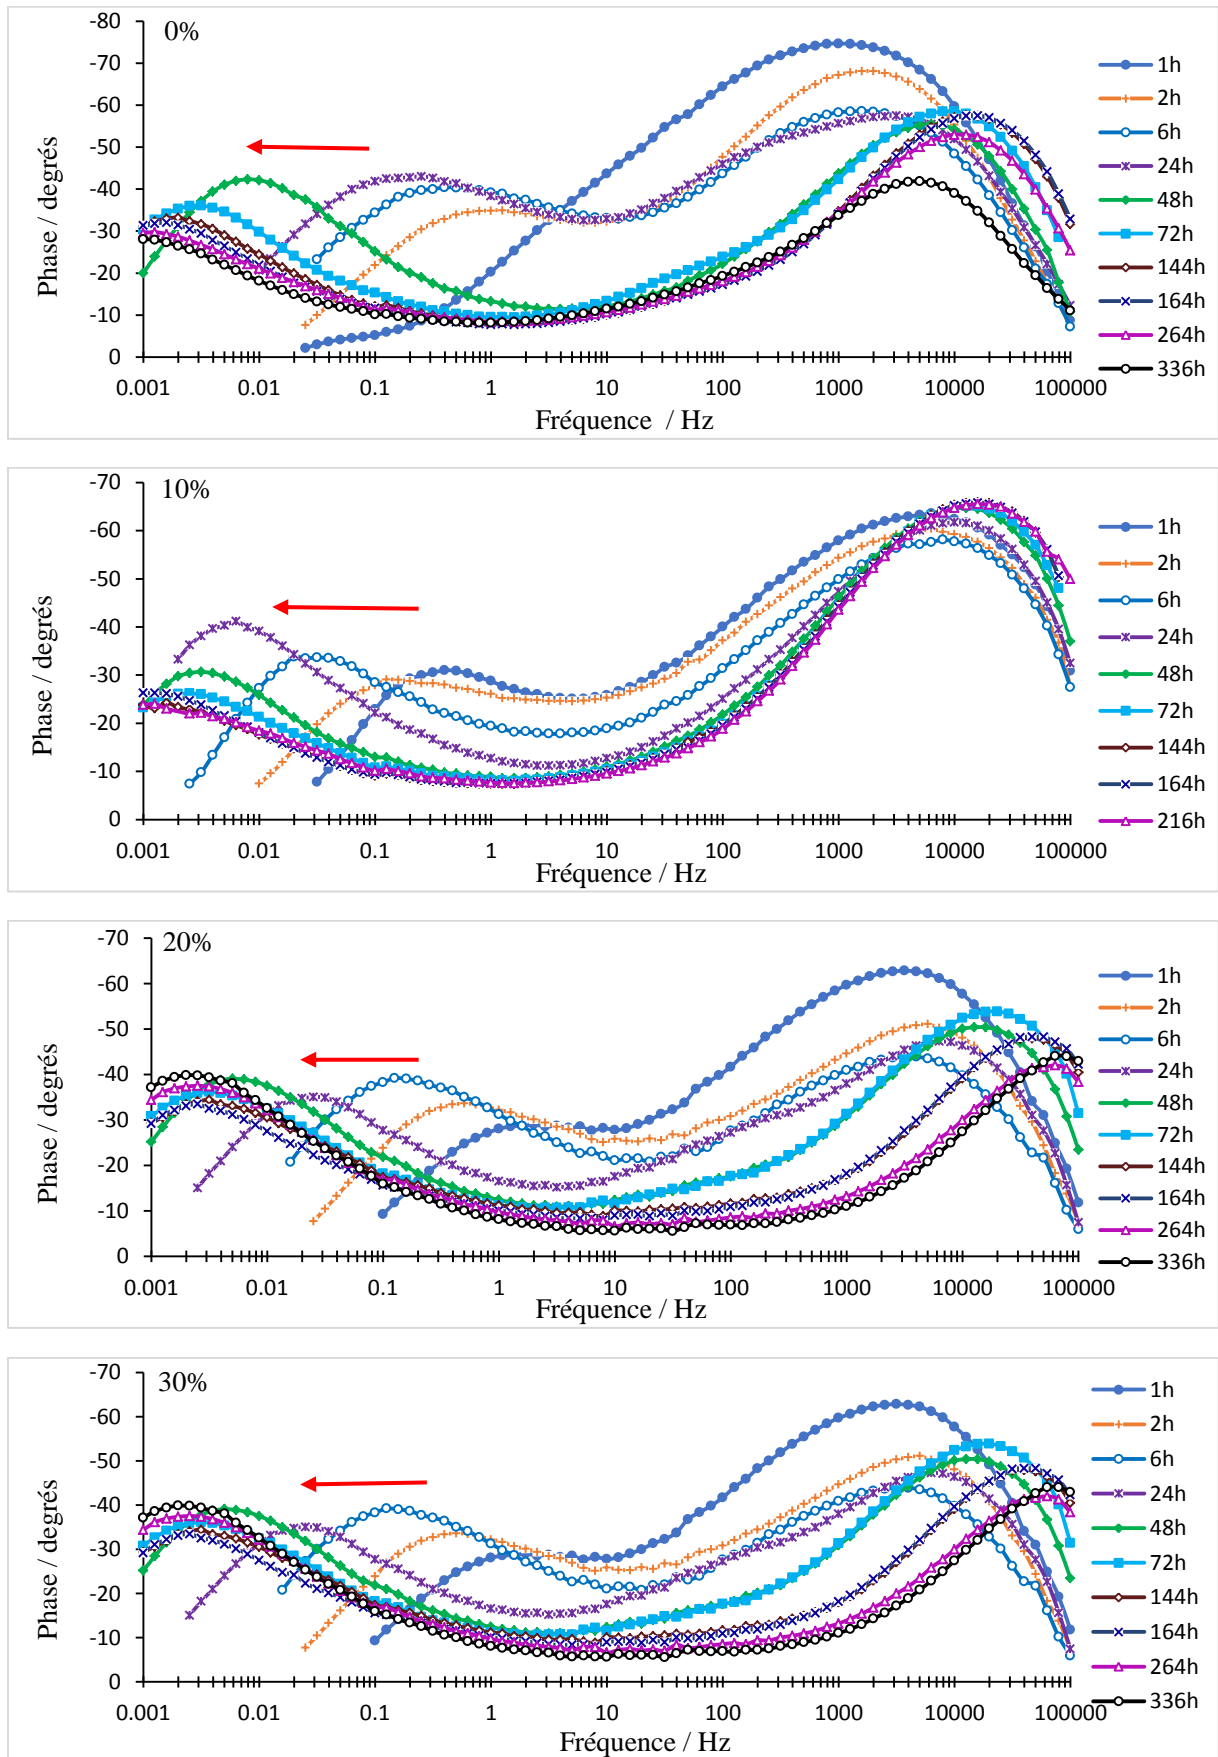 0%
-80
-70
-60
-50
-40
-30
-20
-10
0
Phase / degrés
0.001 0.01 0.1 1 10 100 1000 10000 100000
Fréquence / Hz
1h
2h
6h
24h
48h
72h
144h
164h
264h
336h
10%
-70
-60
-50
-40
-30
-20
-10
0
Phase / degrés
0.001 0.01 0.1 1 10 100 1000 10000 100000
Fréquence / Hz
1h
2h
6h
24h
48h
72h
144h
164h
216h
20%
-70
-60
-50
-40
-30
-20
-10
0
Phase / degrés
0.001 0.01 0.1 1 10 100 1000 10000 100000
Fréquence / Hz
1h
2h
6h
24h
48h
72h
144h
164h
264h
336h
30%
-70
-60
-50
-40
-30
-20
-10
0
Phase / degrés
0.001 0.01 0.1 1 10 100 1000 10000 100000
Fréquence / Hz
1h
2h
6h
24h
48h
72h
144h
164h
264h
336h